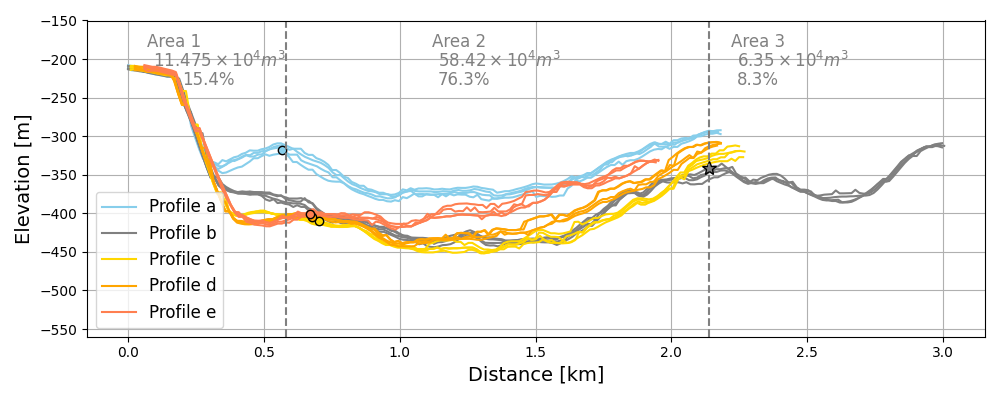 Area 1
11.475 × 10⁴m³
15.4%
Area 2
58.42 × 10⁴m³
76.3%
Area 3
6.35 × 10⁴m³
8.3%
Elevation [m]
−150
−200
−250
−300
−350
−400
−450
−500
−550
Profile a
Profile b
Profile c
Profile d
Profile e
0.0 0.5 1.0 1.5 2.0 2.5 3.0
Distance [km]